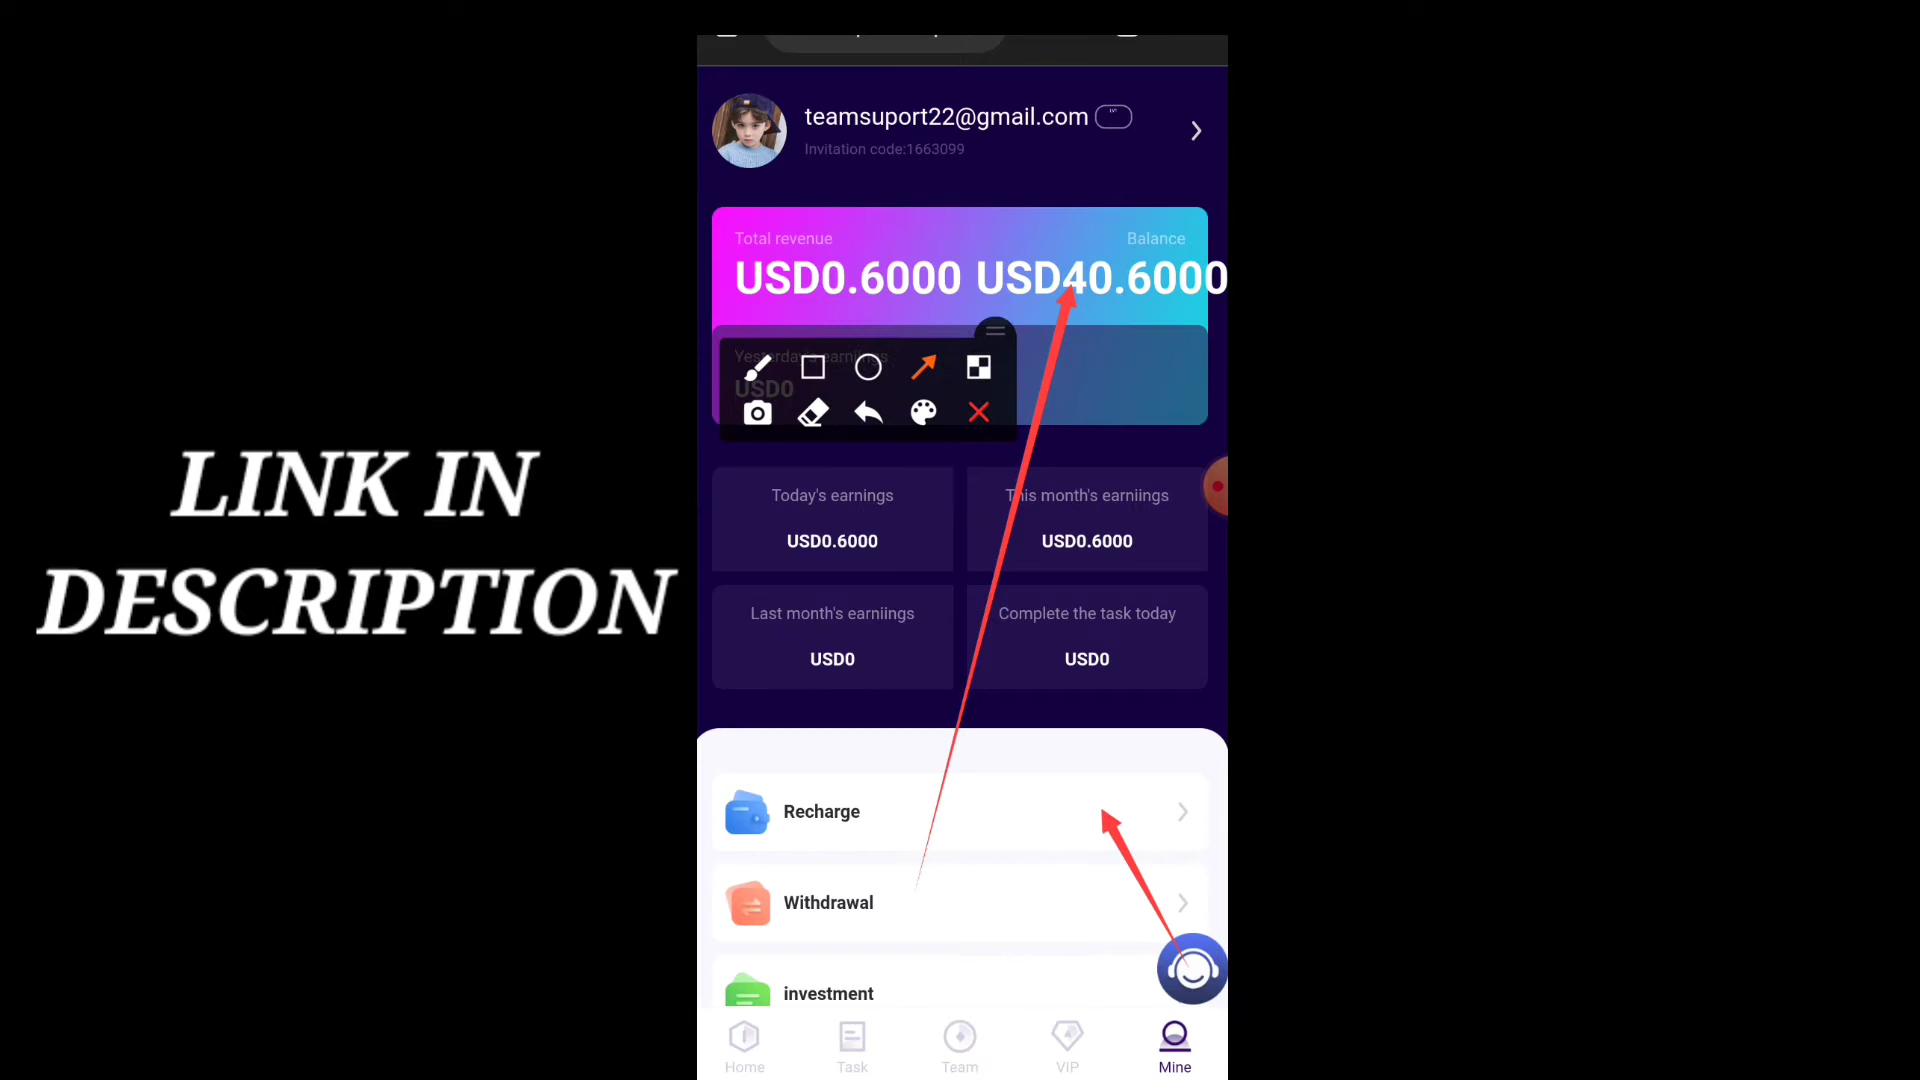 teamsuport22@gmail.com
Invitation code:1663099
Total revenue
Balance
USD0.6000 USD40.6000
Yesterday's earnings
USD0
Today's earnings
This month's earniings
USD0.6000
USD0.6000
Last month's earniings
Complete the task today
USD0
USD0
LINK IN
DESCRIPTION
Recharge
Withdrawal
investment
Home
Task
Team
VIP
Mine